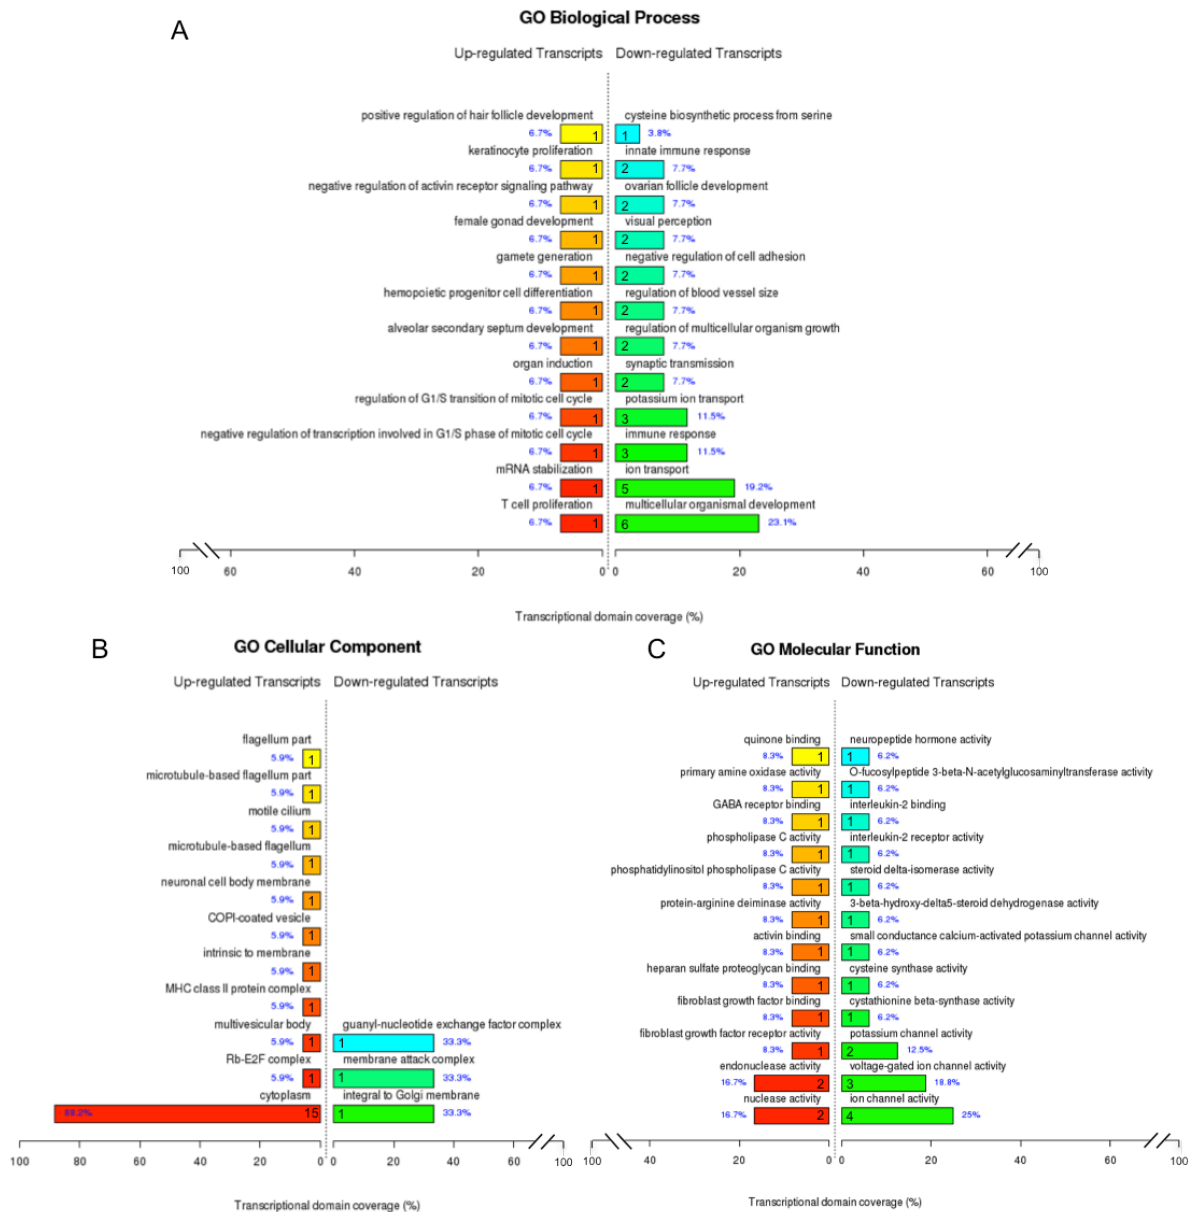 A
GO Biological Process
Up-regulated Transcripts Down-regulated Transcripts
positive regulation of hair follicle development cysteine biosynthetic process from serine
6.7% 1 1 3.8%
keratinocyte proliferation innate immune response
6.7% 1 2 7.7%
negative regulation of activin receptor signaling pathway ovarian follicle development
6.7% 1 2 7.7%
female gonad development visual perception
6.7% 1 2 7.7%
gamete generation negative regulation of cell adhesion
6.7% 1 2 7.7%
hemopoietic progenitor cell differentiation regulation of blood vessel size
6.7% 1 2 7.7%
alveolar secondary septum development regulation of multicellular organism growth
6.7% 1 2 7.7%
organ induction synaptic transmission
6.7% 1 2 7.7%
regulation of G1/S transition of mitotic cell cycle potassium ion transport
6.7% 1 3 11.5%
negative regulation of transcription involved in G1/S phase of mitotic cell cycle immune response
6.7% 1 3 11.5%
mRNA stabilization ion transport
6.7% 1 5 19.2%
T cell proliferation multicellular organismal development
6.7% 1 6 23.1%
100 60 40 20 0 0 20 40 60 100
Transcriptional domain coverage (%)
B
GO Cellular Component
Up-regulated Transcripts Down-regulated Transcripts
flagellum part
5.9% 1
microtubule-based flagellum part
5.9% 1
motile cilium
5.9% 1
microtubule-based flagellum
5.9% 1
neuronal cell body membrane
5.9% 1
COPI-coated vesicle
5.9% 1
intrinsic to membrane
5.9% 1
MHC class II protein complex
5.9% 1
multivesicular body guanyl-nucleotide exchange factor complex
5.9% 1 1 33.3%
Rb-E2F complex membrane attack complex
5.9% 1 1 33.3%
cytoplasm integral to Golgi membrane
88.2% 15 1 33.3%
100 80 60 40 20 0 0 20 40 60 100
Transcriptional domain coverage (%)
C
GO Molecular Function
Up-regulated Transcripts Down-regulated Transcripts
quinone binding neuropeptide hormone activity
8.3% 1 1 6.2%
primary amine oxidase activity O-fucosylpeptide 3-beta-N-acetylglucosaminyltransferase activity
8.3% 1 1 6.2%
GABA receptor binding interleukin-2 binding
8.3% 1 1 6.2%
phospholipase C activity interleukin-2 receptor activity
8.3% 1 1 6.2%
phosphatidylinositol phospholipase C activity steroid delta-isomerase activity
8.3% 1 1 6.2%
protein-arginine deiminase activity 3-beta-hydroxy-delta5-steroid dehydrogenase activity
8.3% 1 1 6.2%
activin binding small conductance calcium-activated potassium channel activity
8.3% 1 1 6.2%
heparan sulfate proteoglycan binding cysteine synthase activity
8.3% 1 1 6.2%
fibroblast growth factor binding cystathionine beta-synthase activity
8.3% 1 1 6.2%
fibroblast growth factor receptor activity potassium channel activity
8.3% 1 2 12.5%
endonuclease activity voltage-gated ion channel activity
16.7% 2 3 18.8%
nuclease activity ion channel activity
16.7% 2 4 25%
100 40 20 0 0 20 40 60 100
Transcriptional domain coverage (%)